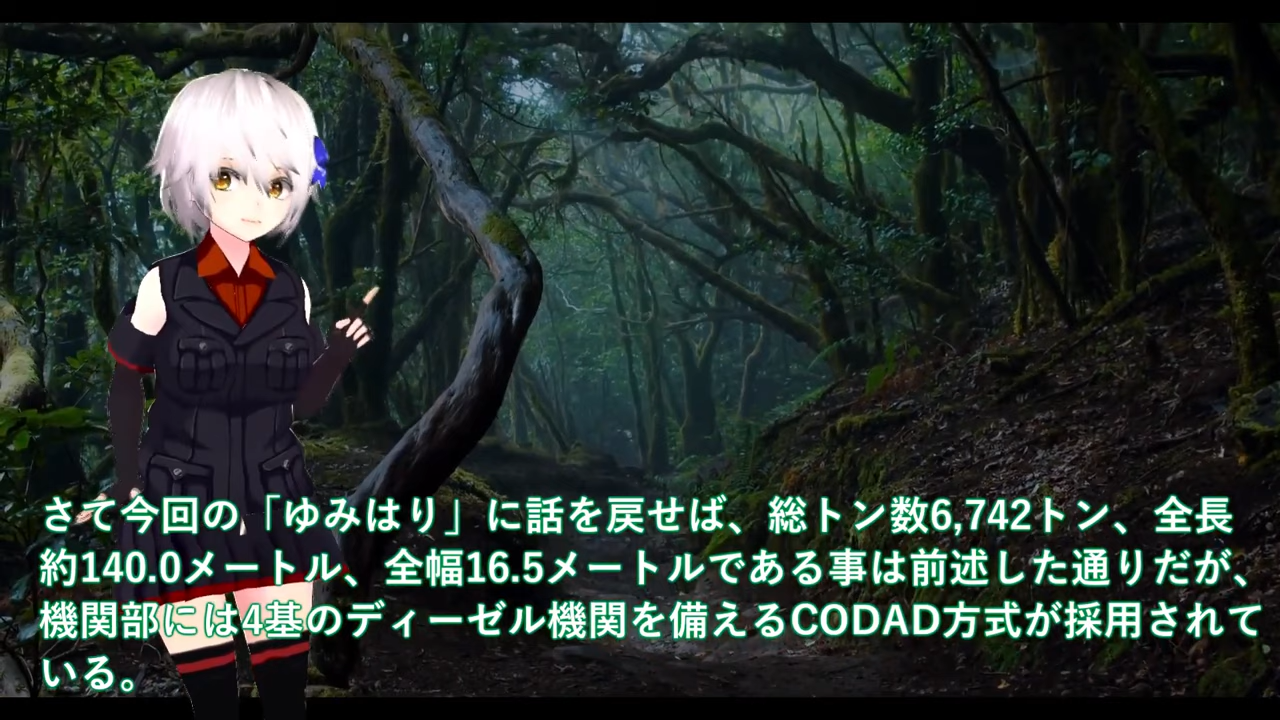 さて今回の「ゆみはり」に話を戻せば、総トン数6,742トン、全長
約140.0メートル、全幅16.5メートルである事は前述した通りだが、
機関部には4基のディーゼル機関を備えるCODAD方式が採用されて
いる。